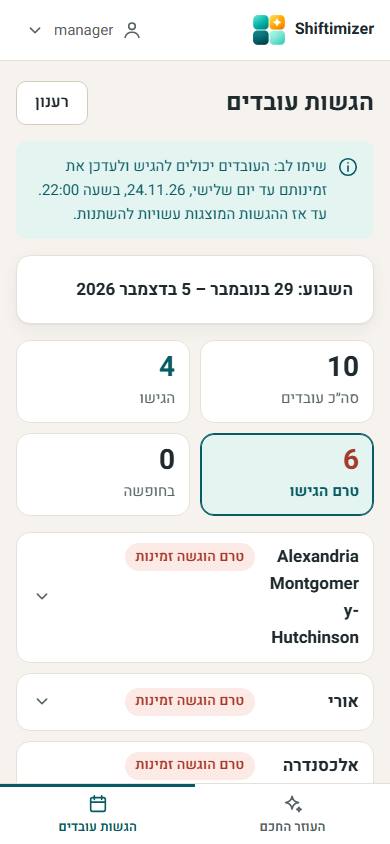 Shiftimizer
manager
הגשות עובדים
רענון
שימו לב: העובדים יכולים להגיש ולעדכן את
זמינותם עד יום שלישי, 24.11.26, בשעה 22:00.
עד אז ההגשות המוצגות עשויות להשתנות.
השבוע: 29 בנובמבר – 5 בדצמבר 2026
10
סה״כ עובדים
4
הגישו
6
טרם הגישו
0
בחופשה
Alexandria
Montgomer
y-
Hutchinson
טרם הוגשה זמינות
אורי
טרם הוגשה זמינות
אלכסנדרה
טרם הוגשה זמינות
העוזר החכם
הגשות עובדים